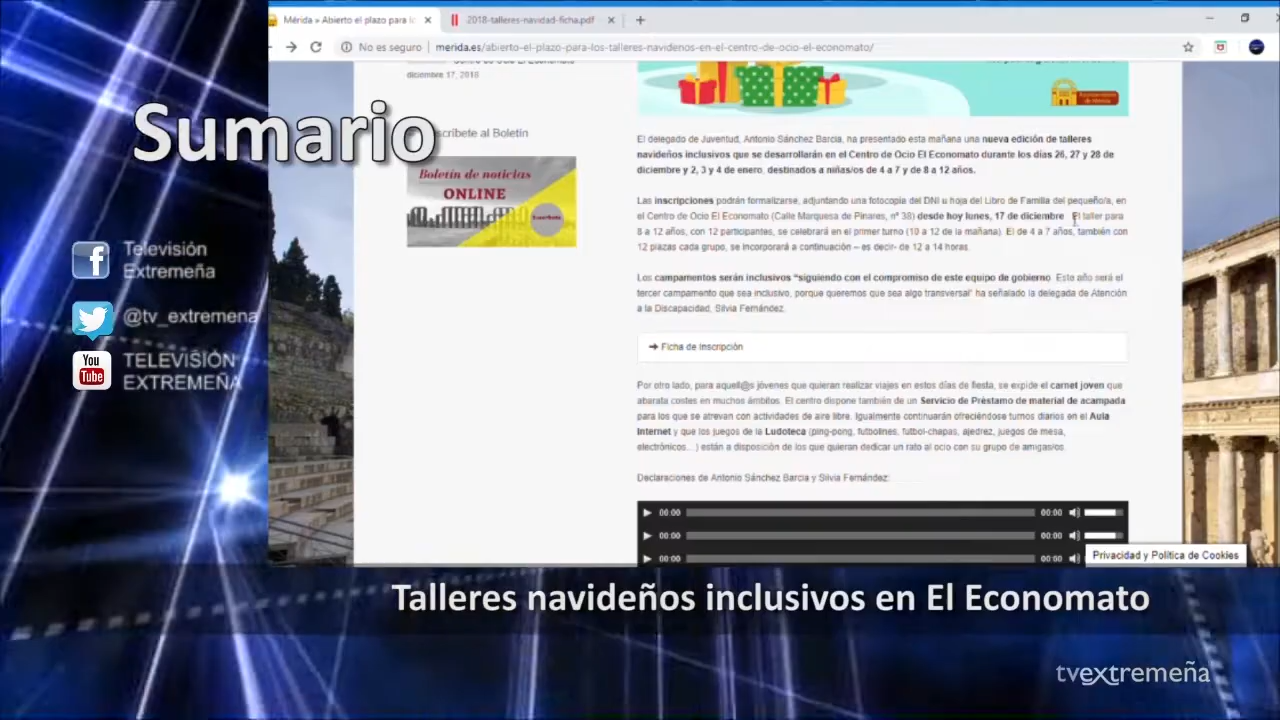 Mérida » Abierto el plazo para lo
2018-talleres-navidad-ficha.pdf
No es seguro | merida.es/abierto-el-plazo-para-los-talleres-navidenos-en-el-centro-de-ocio-el-economato/
Centro de Ocio El Economato
diciembre 17, 2018
Sumario
scríbete al Boletín
Boletín de noticias
ONLINE
Ayuntamiento
de Mérida
El delegado de Juventud, Antonio Sánchez Barcia, ha presentado esta mañana una nueva edición de talleres
navideños inclusivos que se desarrollarán en el Centro de Ocio El Economato durante los días 26, 27 y 28 de
diciembre y 2, 3 y 4 de enero, destinados a niñas/os de 4 a 7 y de 8 a 12 años.
Las inscripciones podrán formalizarse, adjuntando una fotocopia del DNI u hoja del Libro de Familia del pequeño/a, en
el Centro de Ocio El Economato (Calle Marquesa de Pinares, nº 38) desde hoy lunes, 17 de diciembre El taller para
8 a 12 años, con 12 participantes, se celebrará en el primer turno (10 a 12 de la mañana). El de 4 a 7 años, también con
12 plazas cada grupo, se incorporará a continuación – es decir- de 12 a 14 horas.
Los campamentos serán inclusivos "siguiendo con el compromiso de este equipo de gobierno. Este año será el
tercer campamento que sea inclusivo, porque queremos que sea algo transversal" ha señalado la delegada de Atención
a la Discapacidad, Silvia Fernández.
➔ Ficha de Inscripción
Por otro lado, para aquell@s jóvenes que quieran realizar viajes en estos días de fiesta, se expide el carnet joven que
abarata costes en muchos ámbitos. El centro dispone también de un Servicio de Préstamo de material de acampada
para los que se atrevan con actividades de aire libre. Igualmente continuarán ofreciéndose turnos diarios en el Aula
Internet y que los juegos de la Ludoteca (ping-pong, futbolines, futbol-chapas, ajedrez, juegos de mesa,
electrónicos…) están a disposición de los que quieran dedicar un rato al ocio con su grupo de amigas/os.
Declaraciones de Antonio Sánchez Barcia y Silvia Fernández:
00:00 00:00
00:00 00:00
00:00 00:00
Privacidad y Política de Cookies
f Televisión
Extremeña
@tv_extremena
You
Tube
TELEVISIÓN
EXTREMEÑA
Talleres navideños inclusivos en El Economato
tvextremeña